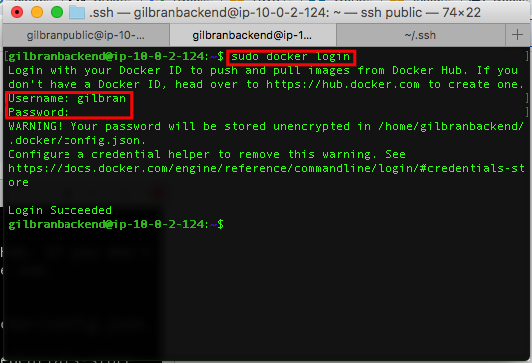 .ssh — gilbranbackend@ip-10-0-2-124: ~ — ssh public — 74×22
gilbranpublic@ip-10-...
gilbranbackend@ip-1...
~/.ssh
+
[gilbranbackend@ip-10-0-2-124:~$ sudo docker login ]
Login with your Docker ID to push and pull images from Docker Hub. If you
don't have a Docker ID, head over to https://hub.docker.com to create one.
[Username: gilbran ]
[Password: ]
WARNING! Your password will be stored unencrypted in /home/gilbranbackend/
.docker/config.json.
Configure a credential helper to remove this warning. See
https://docs.docker.com/engine/reference/commandline/login/#credentials-st
ore
Login Succeeded
gilbranbackend@ip-10-0-2-124:~$